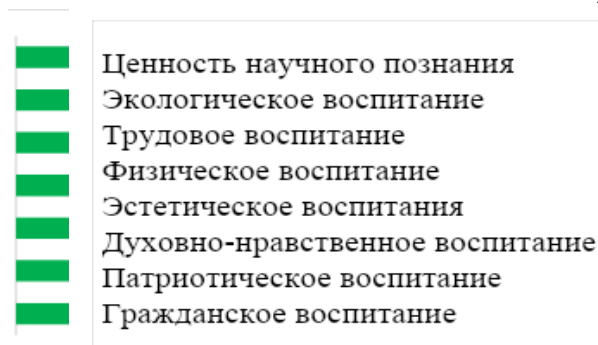 Ценность научного познания
Экологическое воспитание
Трудовое воспитание
Физическое воспитание
Эстетическое воспитания
Духовно-нравственное воспитание
Патриотическое воспитание
Гражданское воспитание